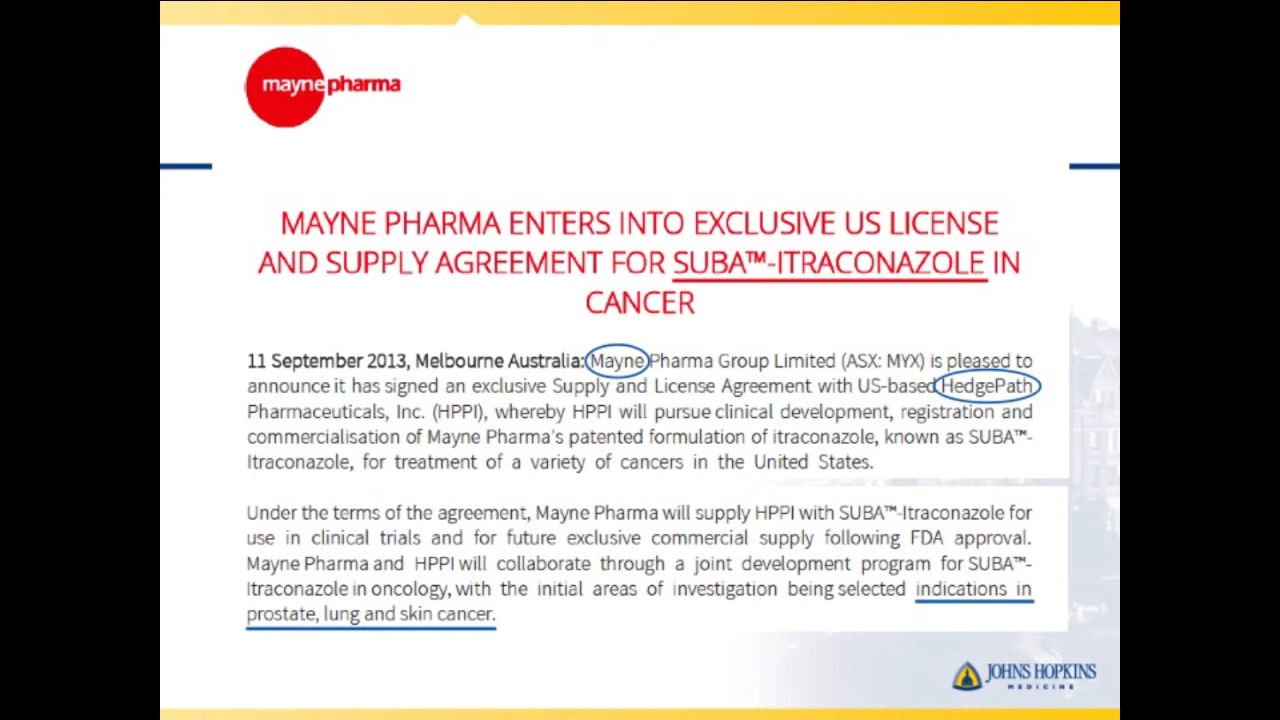 maynepharma
MAYNE PHARMA ENTERS INTO EXCLUSIVE US LICENSE
AND SUPPLY AGREEMENT FOR SUBA™-ITRACONAZOLE IN
CANCER
11 September 2013, Melbourne Australia: Mayne Pharma Group Limited (ASX: MYX) is pleased to
announce it has signed an exclusive Supply and License Agreement with US-based HedgePath
Pharmaceuticals, Inc. (HPPI), whereby HPPI will pursue clinical development, registration and
commercialisation of Mayne Pharma's patented formulation of itraconazole, known as SUBA™-
Itraconazole, for treatment of a variety of cancers in the United States.
Under the terms of the agreement, Mayne Pharma will supply HPPI with SUBA™-Itraconazole for
use in clinical trials and for future exclusive commercial supply following FDA approval.
Mayne Pharma and HPPI will collaborate through a joint development program for SUBA™-
Itraconazole in oncology, with the initial areas of investigation being selected indications in
prostate, lung and skin cancer.
JOHNS HOPKINS
MEDICINE